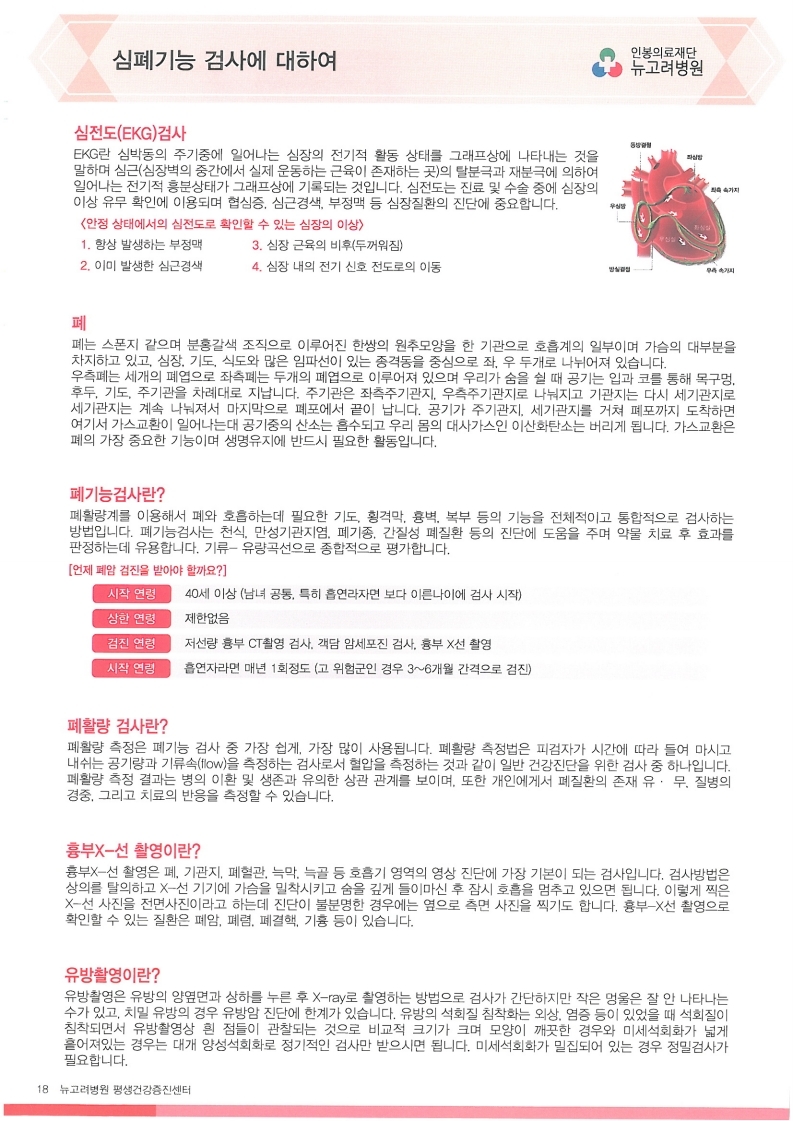 심폐기능 검사에 대하여
인봉의료재단
뉴고려병원
심전도(EKG)검사
EKG란 심박동의 주기중에 일어나는 심장의 전기적 활동 상태를 그래프상에 나타내는 것을
말하며 심근(심장벽의 중간에서 실제 운동하는 근육이 존재하는 곳)의 탈분극과 재분극에 의하여
일어나는 전기적 흥분상태가 그래프상에 기록되는 것입니다. 심전도는 진료 및 수술 중에 심장의
이상 유무 확인에 이용되며 협심증, 심근경색, 부정맥 등 심장질환의 진단에 중요합니다.
<안정 상태에서의 심전도로 확인할 수 있는 심장의 이상>
1. 항상 발생하는 부정맥
3. 심장 근육의 비후(두꺼워짐)
2. 이미 발생한 심근경색
4. 심장 내의 전기 신호 전도로의 이동
동방결절
좌심방
좌측 속가지
우심방
좌심실
우심실
방실결절
우측 속가지
폐
폐는 스폰지 같으며 분홍갈색 조직으로 이루어진 한쌍의 원추모양을 한 기관으로 호흡계의 일부이며 가슴의 대부분을
차지하고 있고, 심장, 기도, 식도와 많은 임파선이 있는 종격동을 중심으로 좌, 우 두개로 나뉘어져 있습니다.
우측폐는 세개의 폐엽으로 좌측폐는 두개의 폐엽으로 이루어져 있으며 우리가 숨을 쉴 때 공기는 입과 코를 통해 목구멍,
후두, 기도, 주기관을 차례대로 지납니다. 주기관은 좌측주기관지, 우측주기관지로 나눠지고 기관지는 다시 세기관지로
세기관지는 계속 나눠져서 마지막으로 폐포에서 끝이 납니다. 공기가 주기관지, 세기관지를 거쳐 폐포까지 도착하면
여기서 가스교환이 일어나는대 공기중의 산소는 흡수되고 우리 몸의 대사가스인 이산화탄소는 버리게 됩니다. 가스교환은
폐의 가장 중요한 기능이며 생명유지에 반드시 필요한 활동입니다.
폐기능검사란?
폐활량계를 이용해서 폐와 호흡하는데 필요한 기도, 횡격막, 흉벽, 복부 등의 기능을 전체적이고 통합적으로 검사하는
방법입니다. 폐기능검사는 천식, 만성기관지염, 폐기종, 간질성 폐질환 등의 진단에 도움을 주며 약물 치료 후 효과를
판정하는데 유용합니다. 기류- 유량곡선으로 종합적으로 평가합니다.
[언제 폐암 검진을 받아야 할까요?]
시작 연령 40세 이상 (남녀 공통, 특히 흡연라자면 보다 이른나이에 검사 시작)
상한 연령 제한없음
검진 연령 저선량 흉부 CT촬영 검사, 객담 암세포진 검사, 흉부 X선 촬영
시작 연령 흡연자라면 매년 1회정도 (고 위험군인 경우 3~6개월 간격으로 검진)
폐활량 검사란?
폐활량 측정은 폐기능 검사 중 가장 쉽게, 가장 많이 사용됩니다. 폐활량 측정법은 피검자가 시간에 따라 들여 마시고
내쉬는 공기량과 기류속(flow)을 측정하는 검사로서 혈압을 측정하는 것과 같이 일반 건강진단을 위한 검사 중 하나입니다.
폐활량 측정 결과는 병의 이환 및 생존과 유의한 상관 관계를 보이며, 또한 개인에게서 폐질환의 존재 유 · 무, 질병의
경중, 그리고 치료의 반응을 측정할 수 있습니다.
흉부X-선 촬영이란?
흉부X-선 촬영은 폐, 기관지, 폐혈관, 늑막, 늑골 등 호흡기 영역의 영상 진단에 가장 기본이 되는 검사입니다. 검사방법은
상의를 탈의하고 X-선 기기에 가슴을 밀착시키고 숨을 깊게 들이마신 후 잠시 호흡을 멈추고 있으면 됩니다. 이렇게 찍은
X-선 사진을 전면사진이라고 하는데 진단이 불분명한 경우에는 옆으로 측면 사진을 찍기도 합니다. 흉부-X선 촬영으로
확인할 수 있는 질환은 폐암, 폐렴, 폐결핵, 기흉 등이 있습니다.
유방촬영이란?
유방촬영은 유방의 양옆면과 상하를 누른 후 X-ray로 촬영하는 방법으로 검사가 간단하지만 작은 멍울은 잘 안 나타나는
수가 있고, 치밀 유방의 경우 유방암 진단에 한계가 있습니다. 유방의 석회질 침착화는 외상, 염증 등이 있었을 때 석회질이
침착되면서 유방촬영상 흰 점들이 관찰되는 것으로 비교적 크기가 크며 모양이 깨끗한 경우와 미세석회화가 넓게
흩어져있는 경우는 대개 양성석회화로 정기적인 검사만 받으시면 됩니다. 미세석회화가 밀집되어 있는 경우 정밀검사가
필요합니다.
18 뉴고려병원 평생건강증진센터